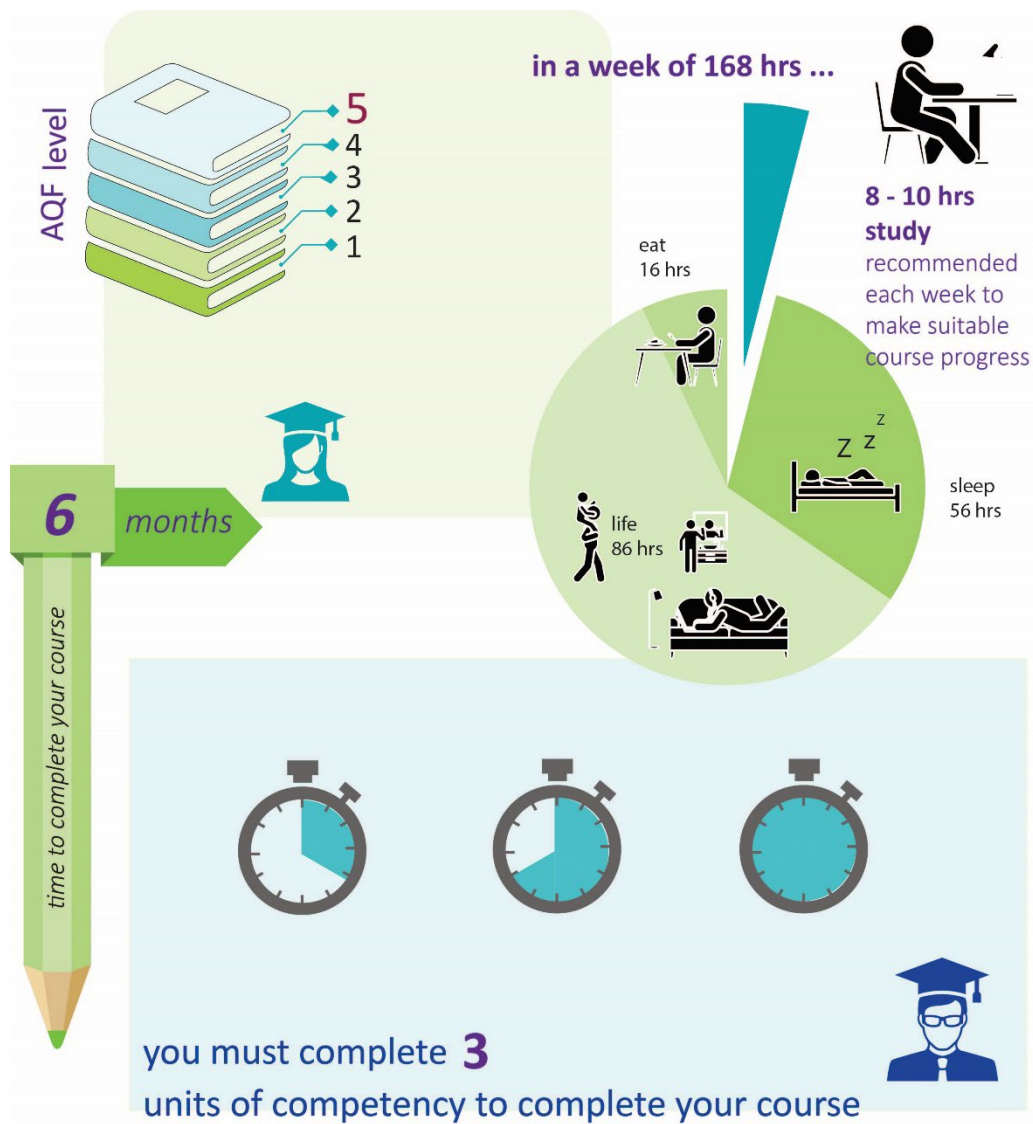 AQF level
5
4
3
2
1
in a week of 168 hrs ...
8 - 10 hrs
study
recommended
each week to
make suitable
course progress
eat
16 hrs
z
Z
Z
sleep
56 hrs
life
86 hrs
6
months
time to complete your course
you must complete 3
units of competency to complete your course